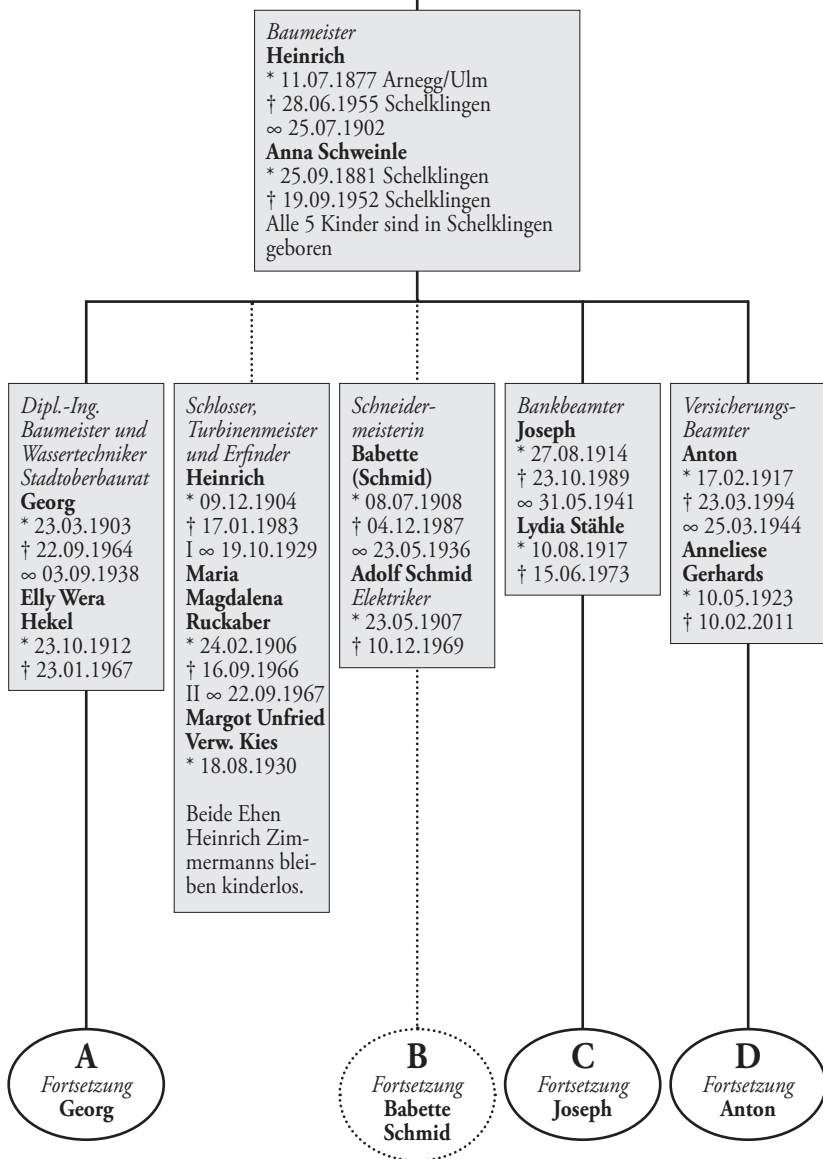 Baumeister
Heinrich
* 11.07.1877 Arnegg/Ulm
† 28.06.1955 Schelklingen
∞ 25.07.1902
Anna Schweinle
* 25.09.1881 Schelklingen
† 19.09.1952 Schelklingen
Alle 5 Kinder sind in Schelklingen
geboren
Dipl.-Ing.
Baumeister und
Wassertechniker
Stadtoberbaurat
Georg
* 23.03.1903
† 22.09.1964
∞ 03.09.1938
Elly Wera
Hekel
* 23.10.1912
† 23.01.1967
Schlosser,
Turbinenmeister
und Erfinder
Heinrich
* 09.12.1904
† 17.01.1983
I ∞ 19.10.1929
Maria
Magdalena
Ruckaber
* 24.02.1906
† 16.09.1966
II ∞ 22.09.1967
Margot Unfried
Verw. Kies
* 18.08.1930
Beide Ehen
Heinrich Zim-
mermanns blei-
ben kinderlos.
Schneider-
meisterin
Babette
(Schmid)
* 08.07.1908
† 04.12.1987
∞ 23.05.1936
Adolf Schmid
Elektriker
* 23.05.1907
† 10.12.1969
Bankbeamter
Joseph
* 27.08.1914
† 23.10.1989
∞ 31.05.1941
Lydia Stähle
* 10.08.1917
† 15.06.1973
Versicherungs-
Beamter
Anton
* 17.02.1917
† 23.03.1994
∞ 25.03.1944
Anneliese
Gerhards
* 10.05.1923
† 10.02.2011
A
Fortsetzung
Georg
B
Fortsetzung
Babette
Schmid
C
Fortsetzung
Joseph
D
Fortsetzung
Anton